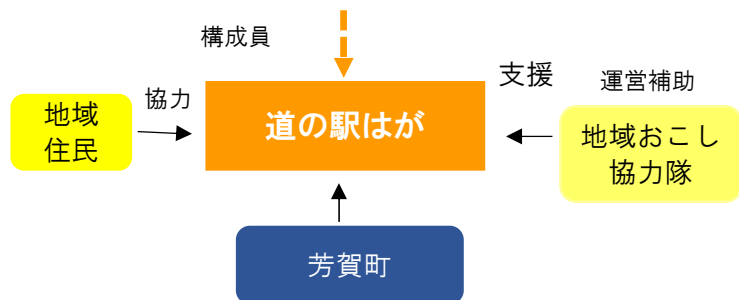 構成員
支援
運営補助
協力
地域
住民
道の駅はが
地域おこし
協力隊
芳賀町